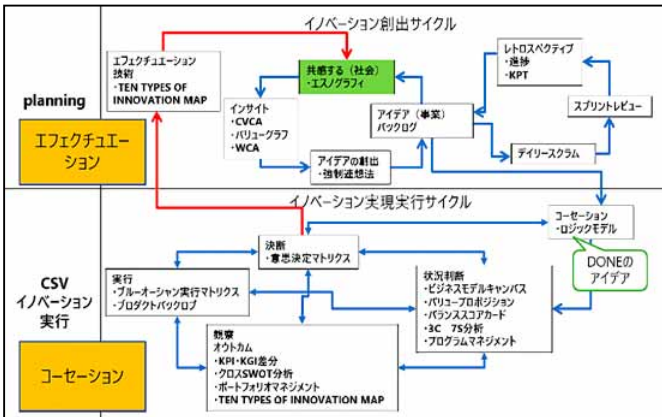 イノベーション創出サイクル
planning
エフェクチュエ
ーション
エフェクチュエーション
技術
・TEN TYPES OF
INNOVATION MAP
共感する（社会）
・エスノグラフィ
インサイト
・CVCA
・バリューグラフ
・WCA
アイデアの創出
・強制連想法
アイデア（事業）
バックログ
レトロスペクティブ
・進捗
・KPT
スプリントレビュー
デイリースクラム
イノベーション実現実行サイクル
CSV
イノベーション
実行
コーセーション
決断
・意思決定マトリクス
コーセーション
・ロジックモデル
DONEの
アイデア
実行
・ブルーオーシャン実行マトリクス
・プロダクトバックロブ
状況判断
・ビジネスモデルキャンバス
・バリュープロポジション
・バランススコアカード
・3C 7S分析
・プログラムマネジメント
観察
オウトカム
・KPI・KGI差分
・クロスSWOT分析
・ポートフォリオマネジメント
・TEN TYPES OF INNOVATION MAP